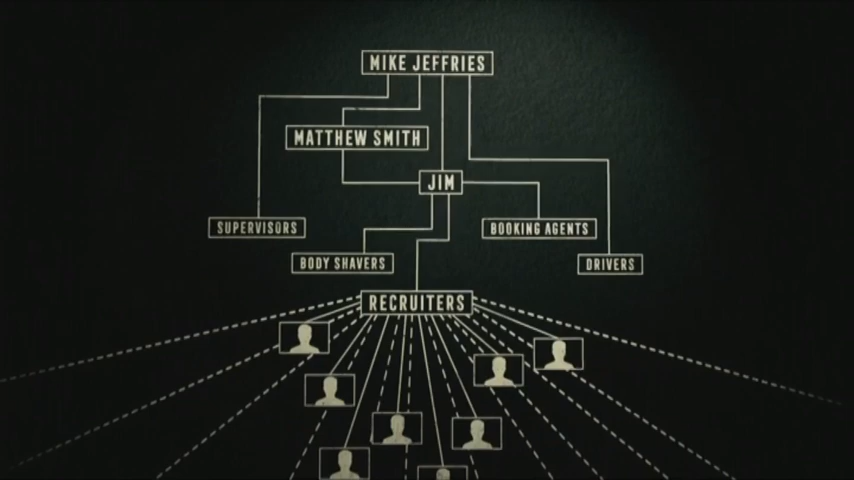 MIKE JEFFRIES
MATTHEW SMITH
JIM
SUPERVISORS
BOOKING AGENTS
BODY SHAVERS
DRIVERS
RECRUITERS